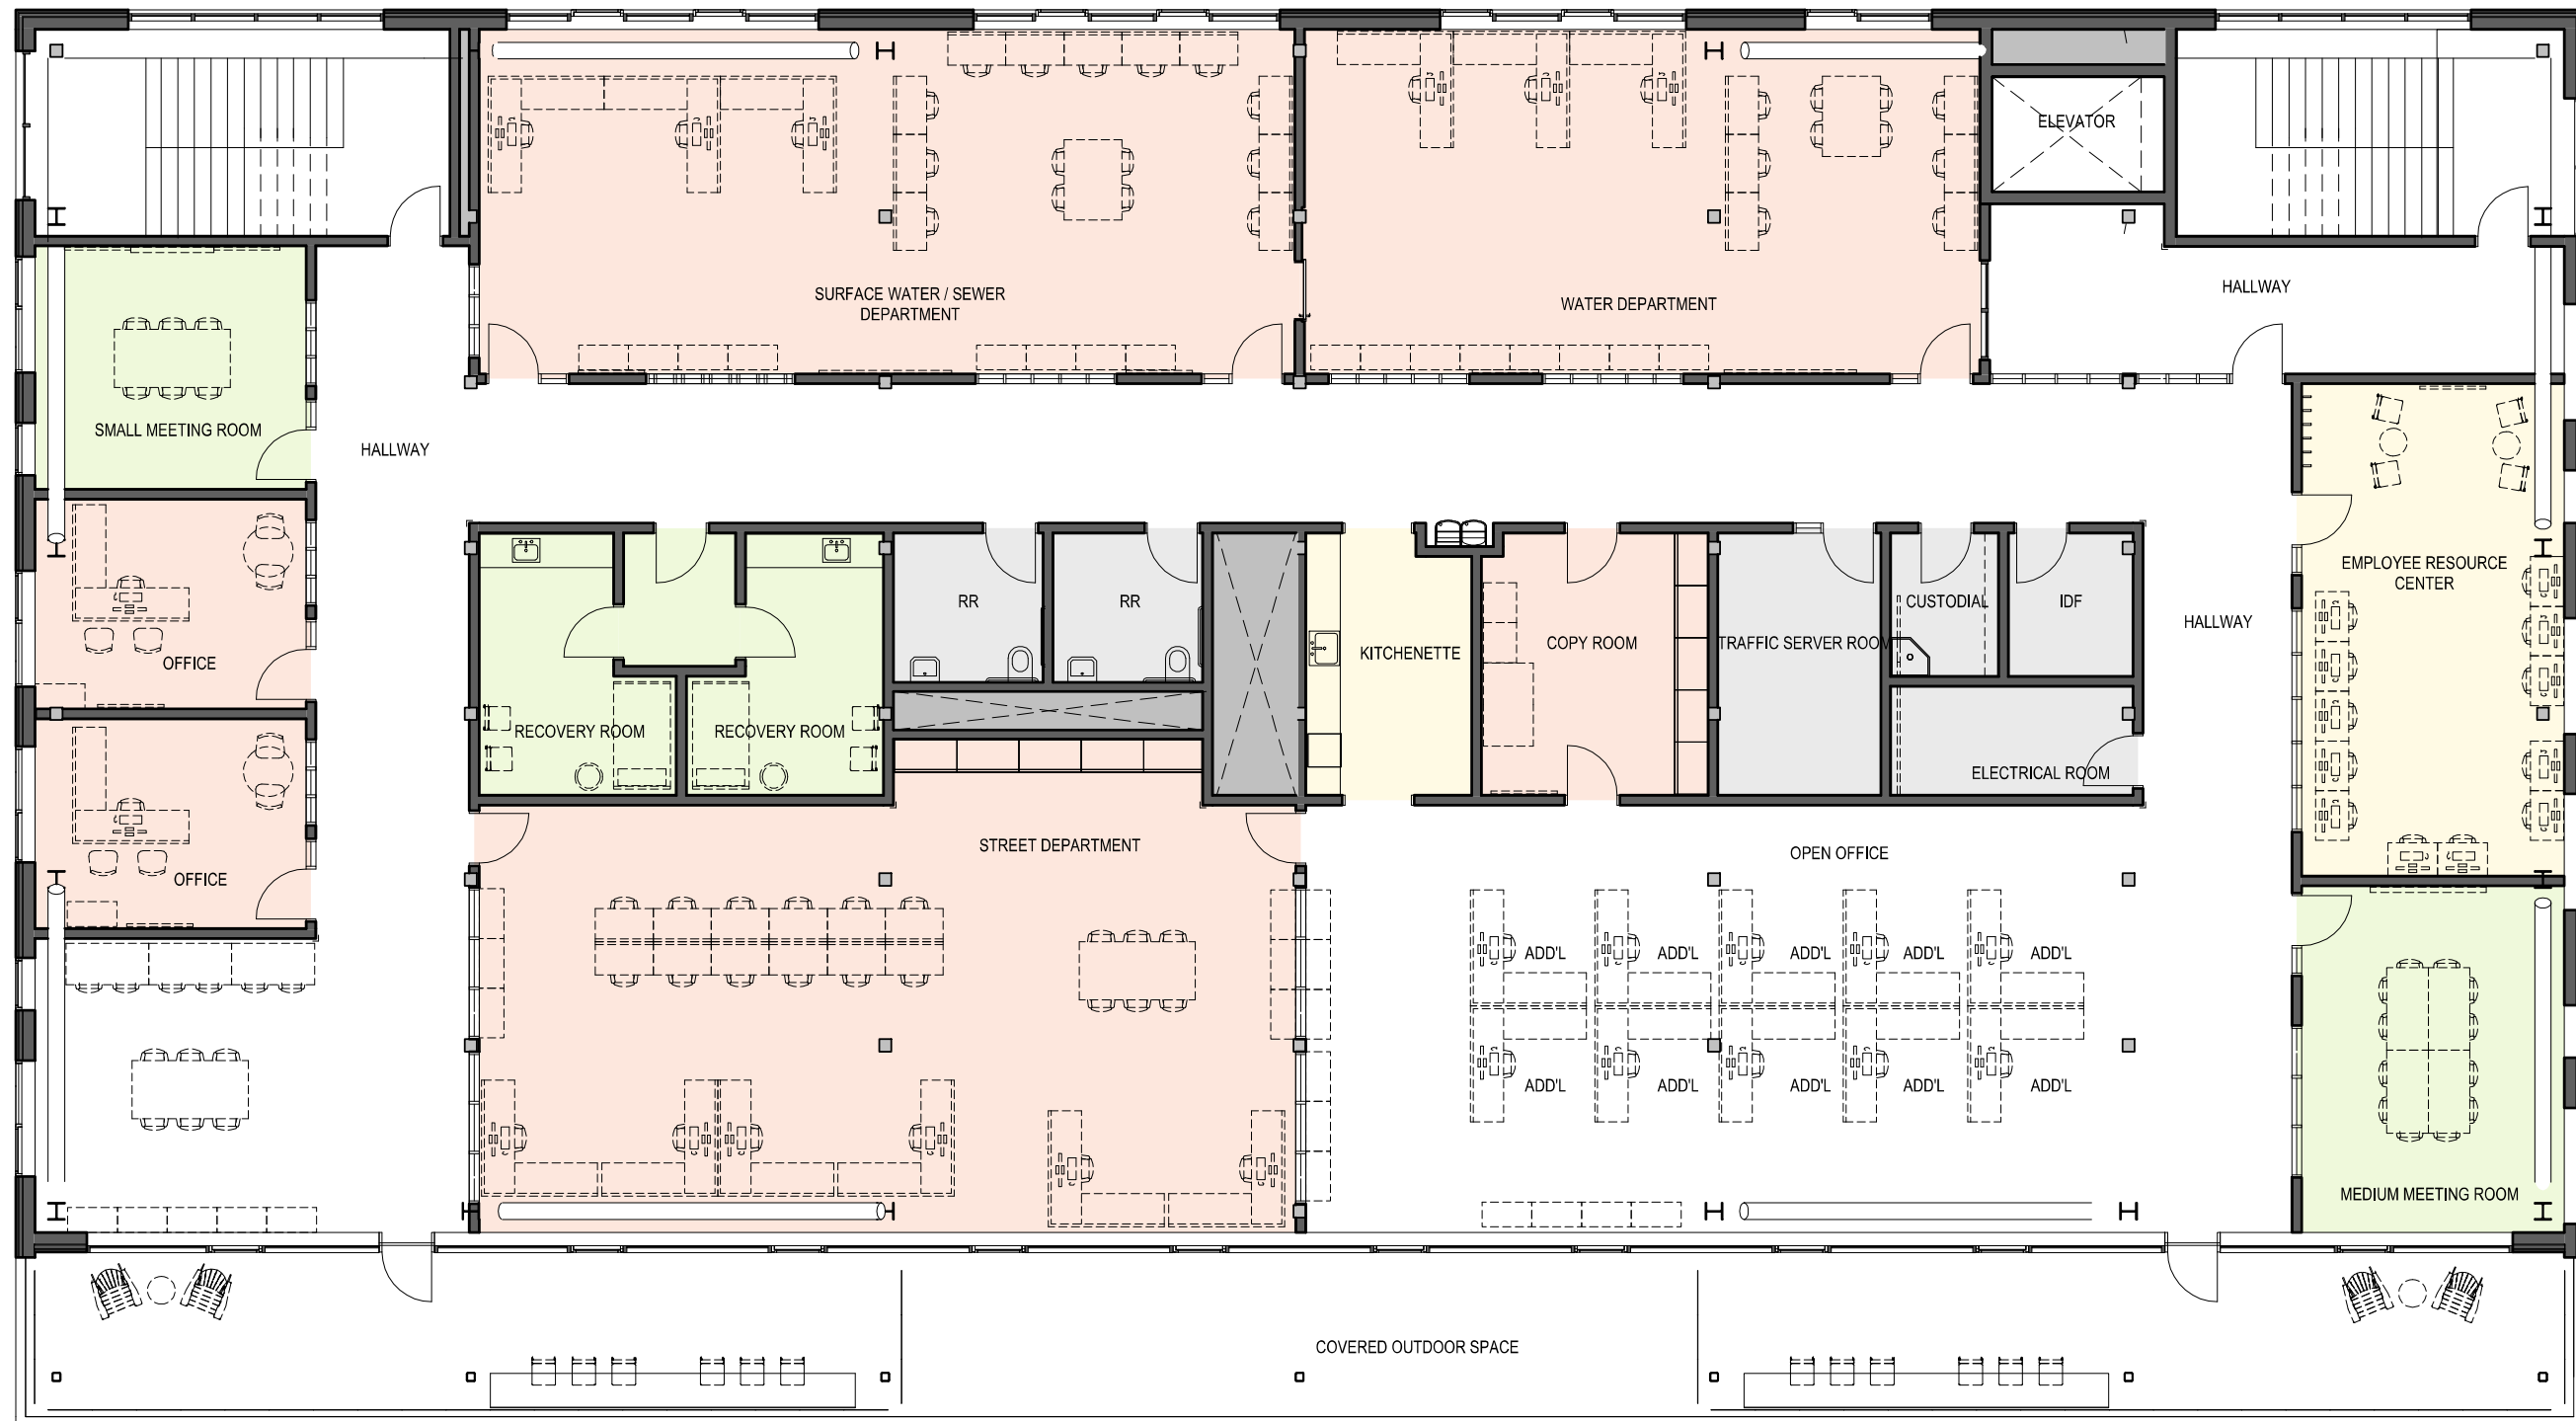 ELEVATOR
SURFACE WATER / SEWER
DEPARTMENT
WATER DEPARTMENT
HALLWAY
SMALL MEETING ROOM
HALLWAY
EMPLOYEE RESOURCE
CENTER
RR
RR
CUSTODIAL
IDF
HALLWAY
KITCHENETTE
COPY ROOM
TRAFFIC SERVER ROOM
OFFICE
RECOVERY ROOM
RECOVERY ROOM
ELECTRICAL ROOM
STREET DEPARTMENT
OPEN OFFICE
OFFICE
ADD'L
ADD'L
ADD'L
ADD'L
ADD'L
ADD'L
ADD'L
ADD'L
ADD'L
ADD'L
MEDIUM MEETING ROOM
COVERED OUTDOOR SPACE